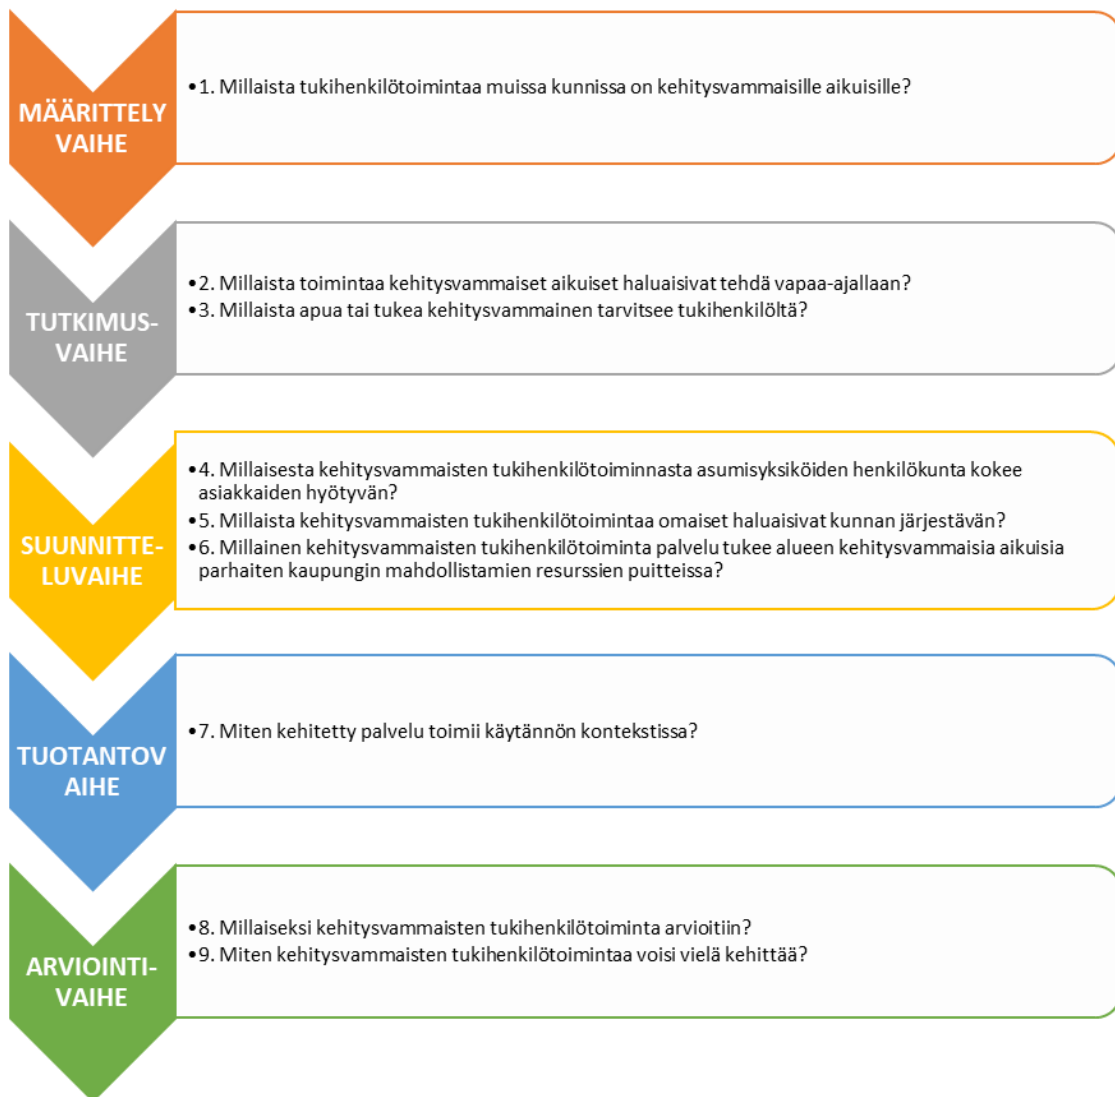 MÄÄRITTELY
VAIHE
•1. Millaista tukihenkilötoimintaa muissa kunnissa on kehitysvammaisille aikuisille?
TUTKIMUS-
VAIHE
•2. Millaista toimintaa kehitysvammaiset aikuiset haluaisivat tehdä vapaa-ajallaan?
•3. Millaista apua tai tukea kehitysvammainen tarvitsee tukihenkilöltä?
SUUNNITTE-
LUVAIHE
•4. Millaisesta kehitysvammaisten tukihenkilötoiminnasta asumisyksiköiden henkilökunta kokee
asiakkaiden hyötyvän?
•5. Millaista kehitysvammaisten tukihenkilötoimintaa omaiset haluaisivat kunnan järjestävän?
•6. Millainen kehitysvammaisten tukihenkilötoiminta palvelu tukee alueen kehitysvammaisia aikuisia
parhaiten kaupungin mahdollistamien resurssien puitteissa?
TUOTANTOV
AIHE
•7. Miten kehitetty palvelu toimii käytännön kontekstissa?
ARVIOINTI-
VAIHE
•8. Millaiseksi kehitysvammaisten tukihenkilötoiminta arvioitiin?
•9. Miten kehitysvammaisten tukihenkilötoimintaa voisi vielä kehittää?